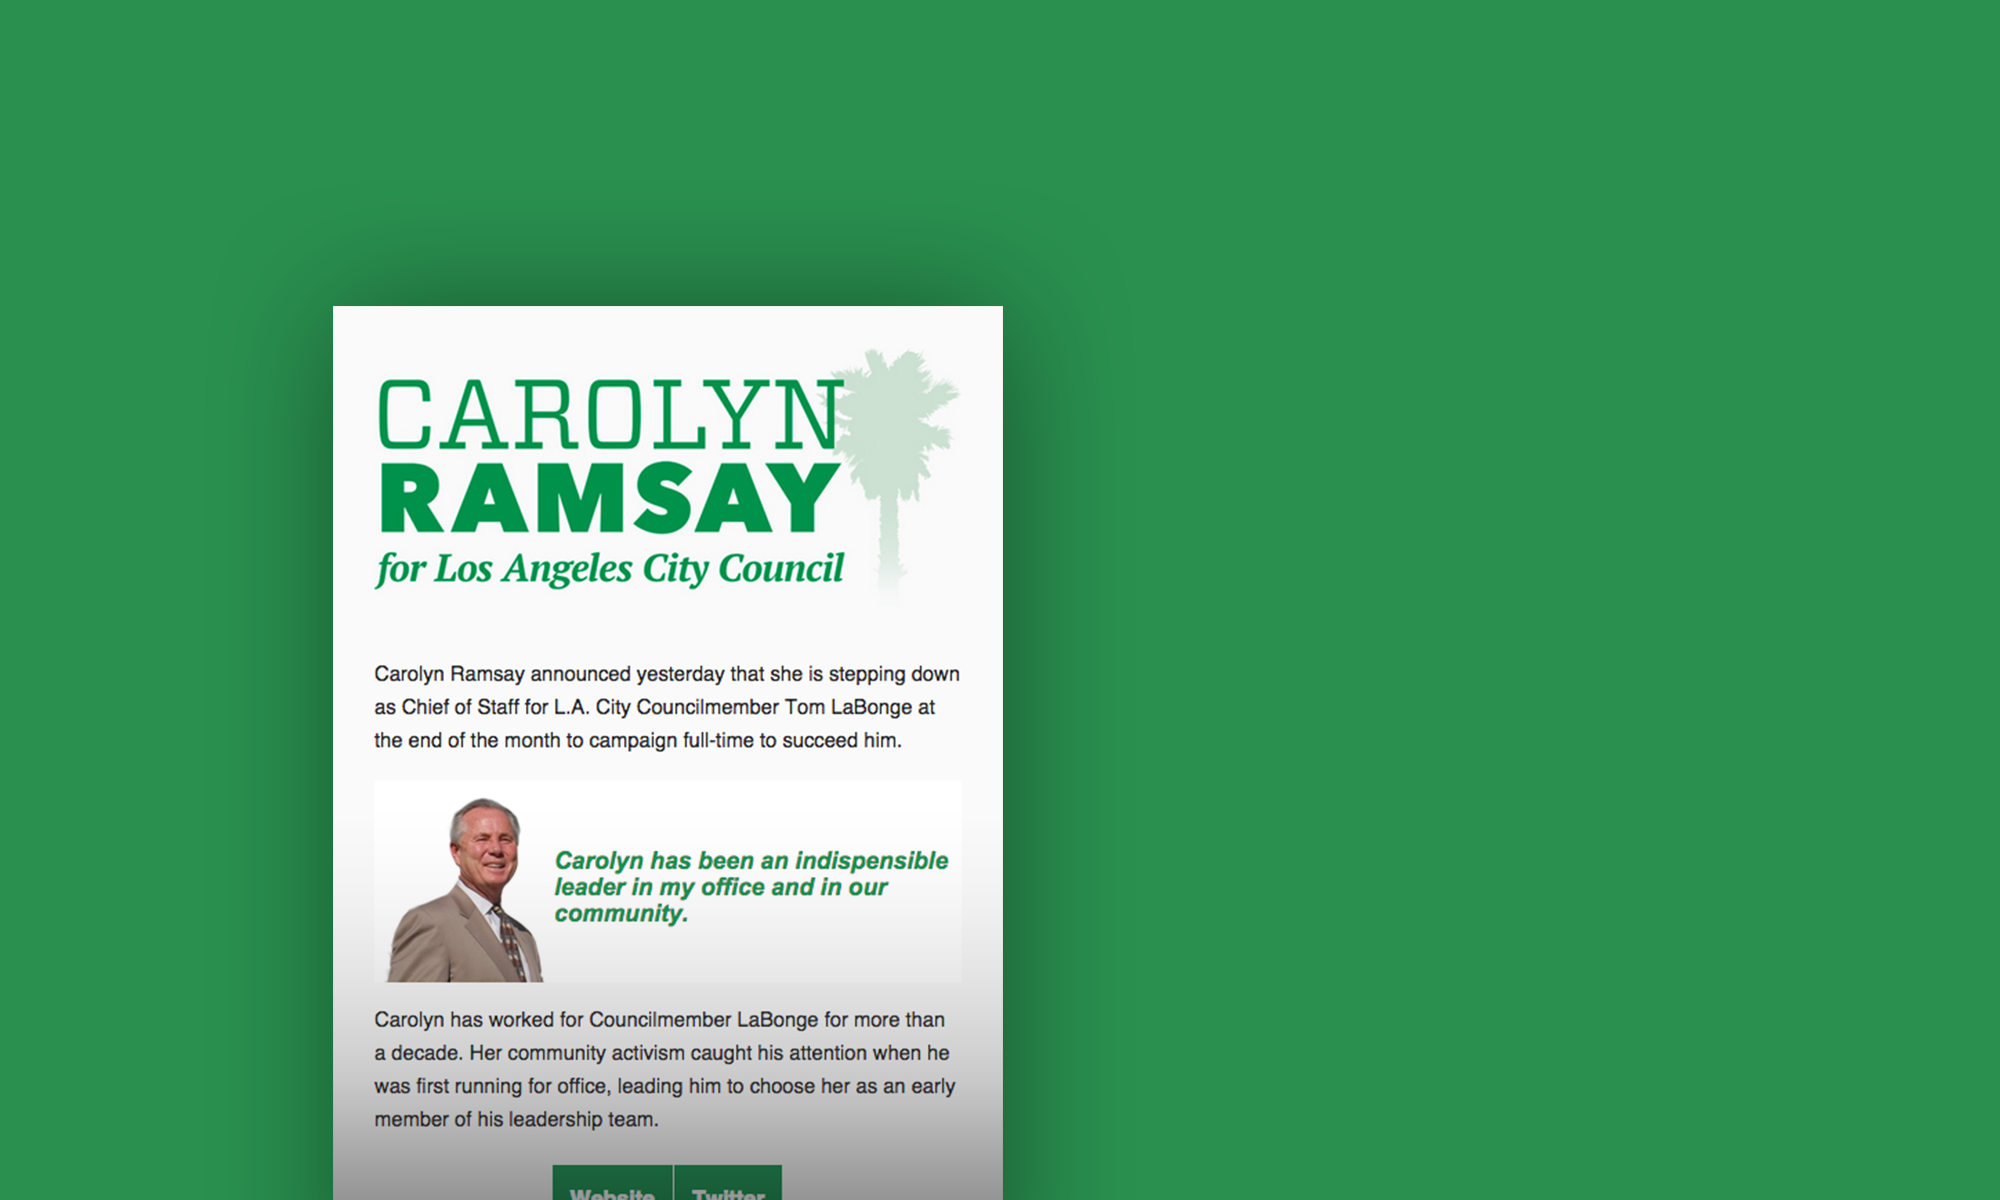 CAROLYN
RAMSAY
for Los Angeles City Council
Carolyn Ramsay announced yesterday that she is stepping down
as Chief of Staff for L.A. City Councilmember Tom LaBonge at
the end of the month to campaign full-time to succeed him.
Carolyn has been an indispensible
leader in my office and in our
community.
Carolyn has worked for Councilmember LaBonge for more than
a decade. Her community activism caught his attention when he
was first running for office, leading him to choose her as an early
member of his leadership team.
Website Twitter